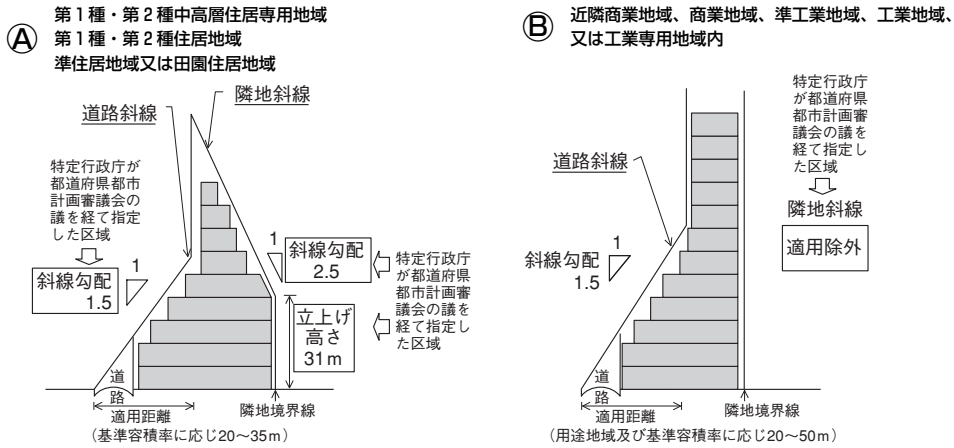 Ⓐ
第１種・第２種中高層住居専用地域
第１種・第２種住居地域
準住居地域又は田園住居地域
隣地斜線
道路斜線
特定行政庁が
都道府県都市
計画審議会の
議を経て指定
した区域
1
斜線勾配
1.5
1
斜線勾配
2.5
特定行政庁
が都道府県
都市計画審
議会の議を
経て指定し
た区域
立上げ
高さ
31m
道
路
適用距離
隣地境界線
（基準容積率に応じ20～35m）
Ⓑ
近隣商業地域、商業地域、準工業地域、工業地域、
又は工業専用地域内
特定行政庁
が都道府県
都市計画審
議会の議を
経て指定し
た区域
道路斜線
隣地斜線
適用除外
1
斜線勾配
1.5
道
路
適用距離
隣地境界線
（用途地域及び基準容積率に応じ20～50m）